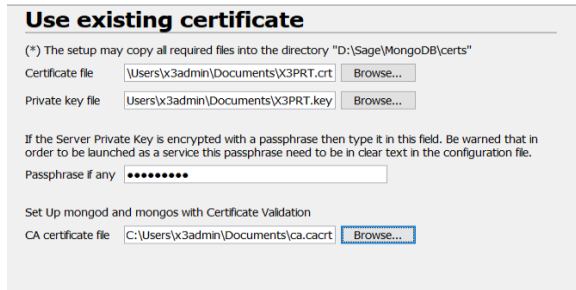 Use existing certificate
(*) The setup may copy all required files into the directory "D:\Sage\MongoDB\certs"
Certificate file \Users\x3admin\Documents\X3PRT.crt Browse...
Private key file Users\x3admin\Documents\X3PRT.key Browse...
If the Server Private Key is encrypted with a passphrase then type it in this field. Be warned that in
order to be launched as a service this passphrase need to be in clear text in the configuration file.
Passphrase if any ●●●●●●●●●
Set Up mongod and mongos with Certificate Validation
CA certificate file C:\Users\x3admin\Documents\ca.cacrt Browse...